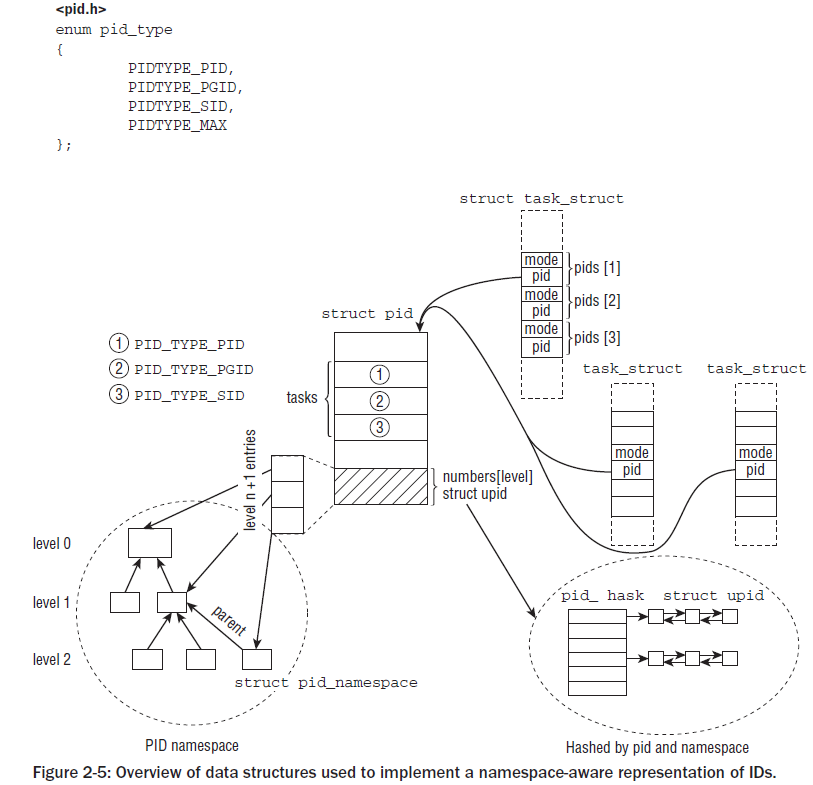 <pid.h>
enum pid_type
{
PIDTYPE_PID,
PIDTYPE_PGID,
PIDTYPE_SID,
PIDTYPE_MAX
};
struct task_struct
mode
pid
pids [1]
mode
pid
pids [2]
mode
pid
pids [3]
struct pid
1 PID_TYPE_PID
2 PID_TYPE_PGID
3 PID_TYPE_SID
tasks
1
2
3
task_struct
task_struct
mode
pid
mode
pid
level n + 1 entries
numbers[level]
struct upid
level 0
level 1
level 2
parent
struct pid_namespace
PID namespace
pid_ hask
struct upid
Hashed by pid and namespace
Figure 2-5: Overview of data structures used to implement a namespace-aware representation of IDs.